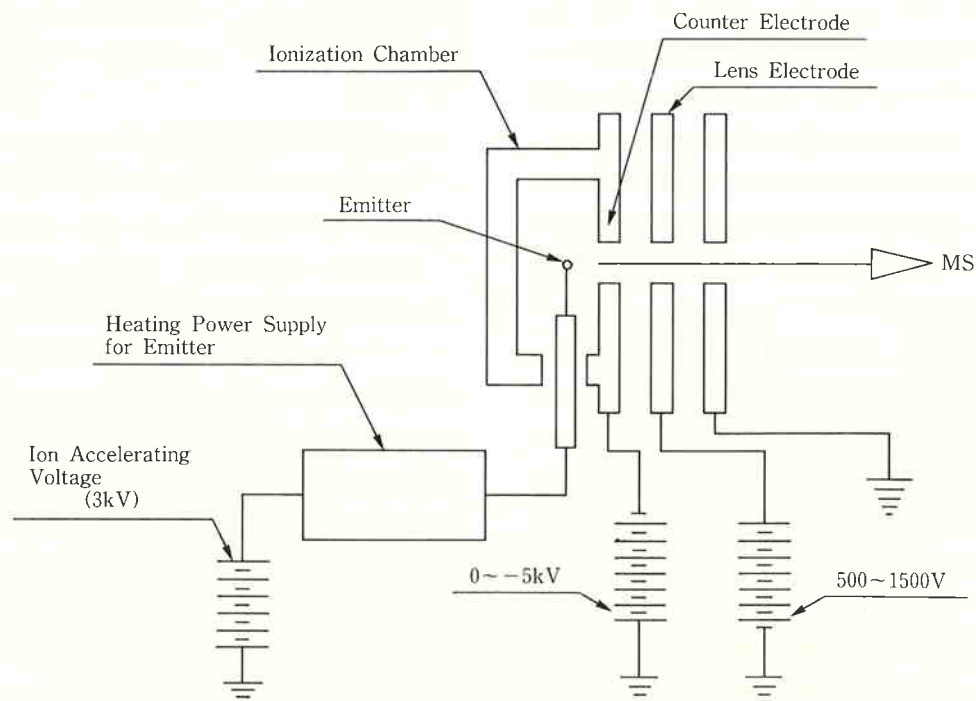 Counter Electrode
Ionization Chamber
Lens Electrode
Emitter
MS
Heating Power Supply
for Emitter
Ion Accelerating
Voltage
(3kV)
0~-5kV
500~1500V